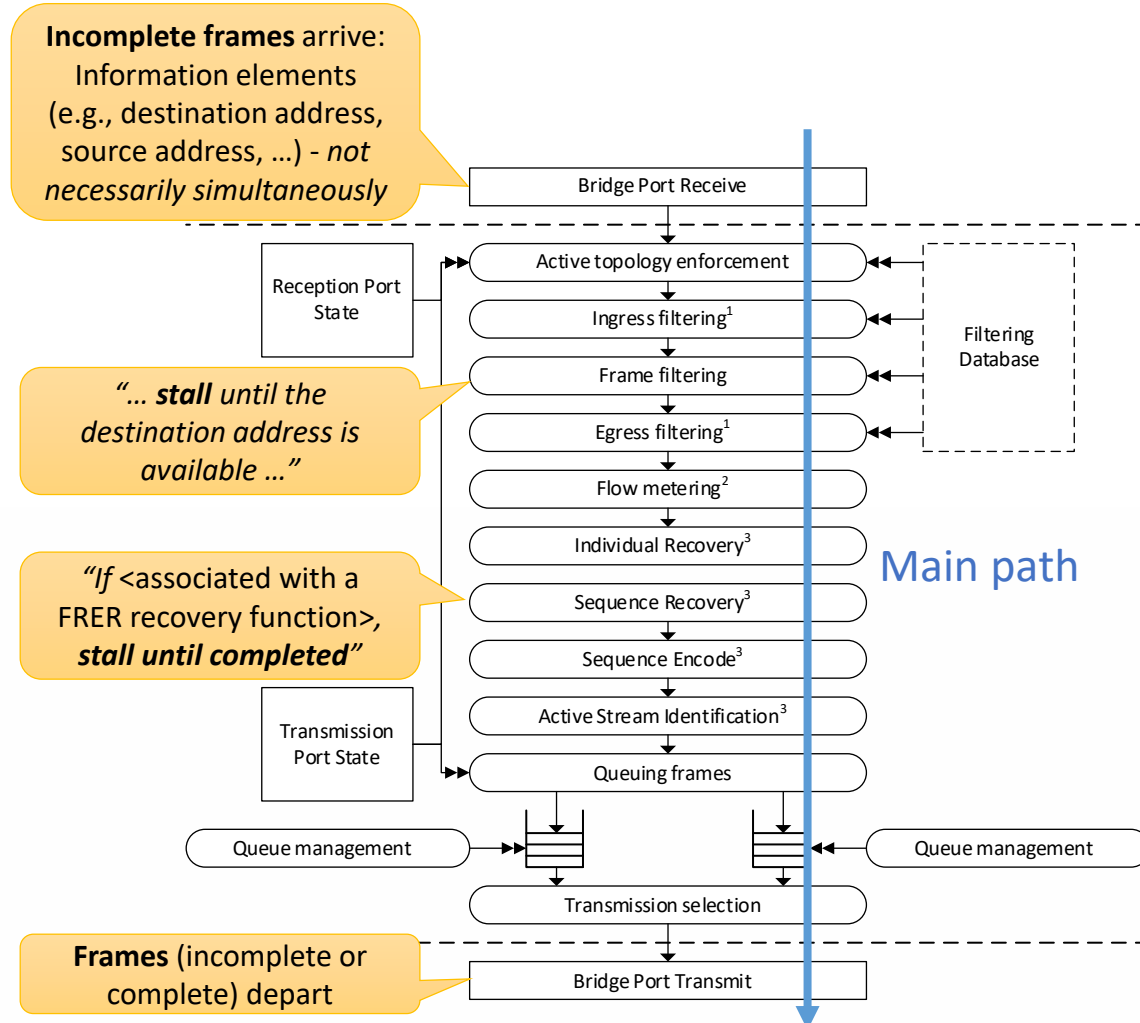 Incomplete frames arrive:
Information elements
(e.g., destination address,
source address, …) - not
necessarily simultaneously
Bridge Port Receive
Active topology enforcement
Reception Port
State
Ingress filtering1
Filtering
Database
Frame filtering
“… stall until the
destination address is
available …”
Egress filtering1
Flow metering2
Individual Recovery3
Main path
“If <associated with a
FRER recovery function>,
stall until completed”
Sequence Recovery3
Sequence Encode3
Active Stream Identification3
Transmission
Port State
Queuing frames
Queue management
Queue management
Transmission selection
Frames (incomplete or
complete) depart
Bridge Port Transmit